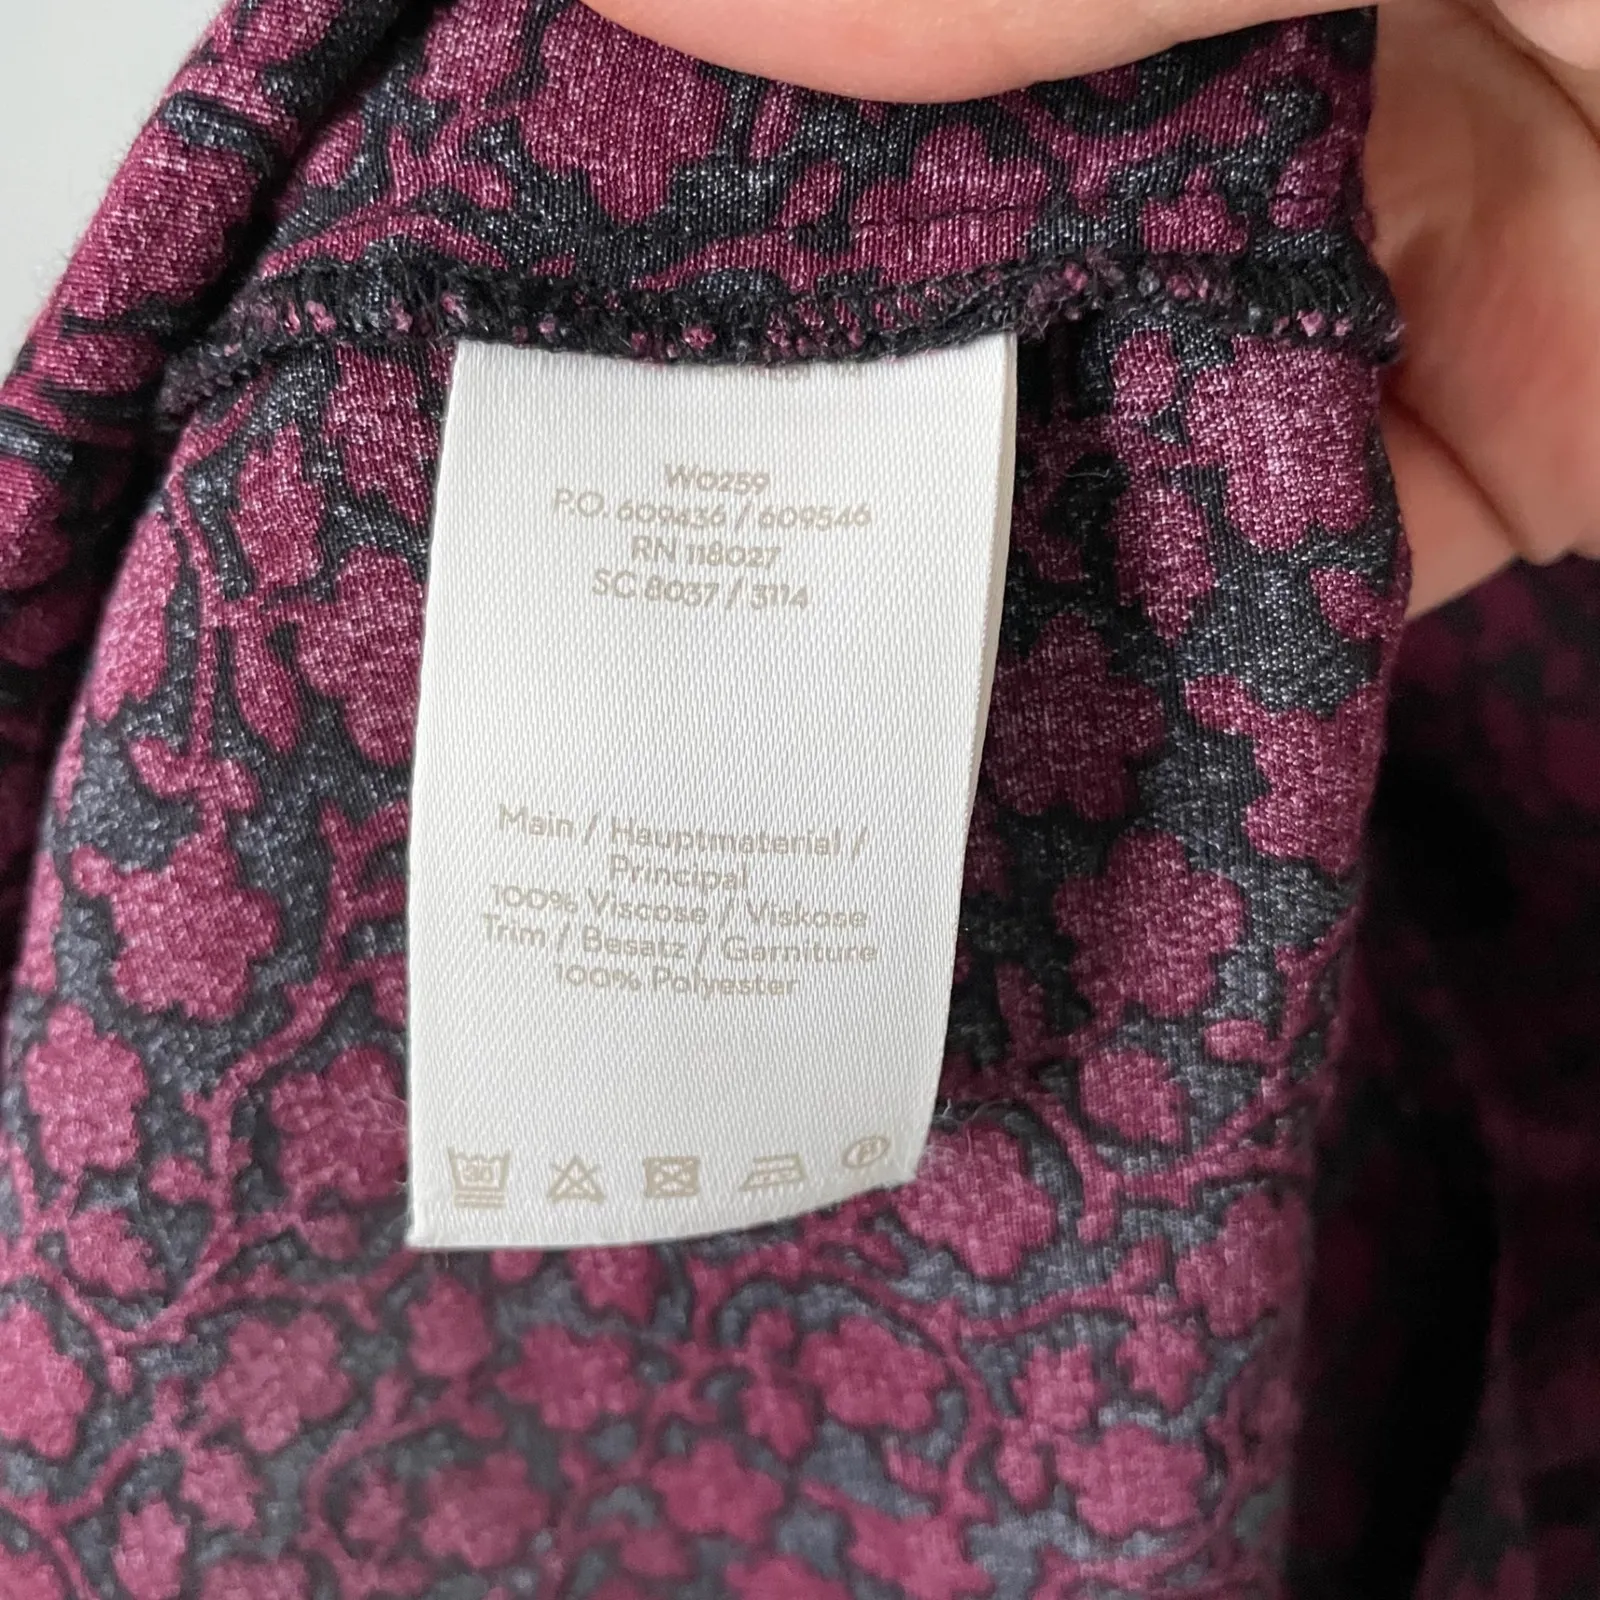 WO259
P.O. 609436 / 609546
RN 118027
SC 8037 / 3114
Main / Hauptmaterial /
Principal
100% Viscose / Viskose
Trim / Besatz / Garniture
100% Polyester
P